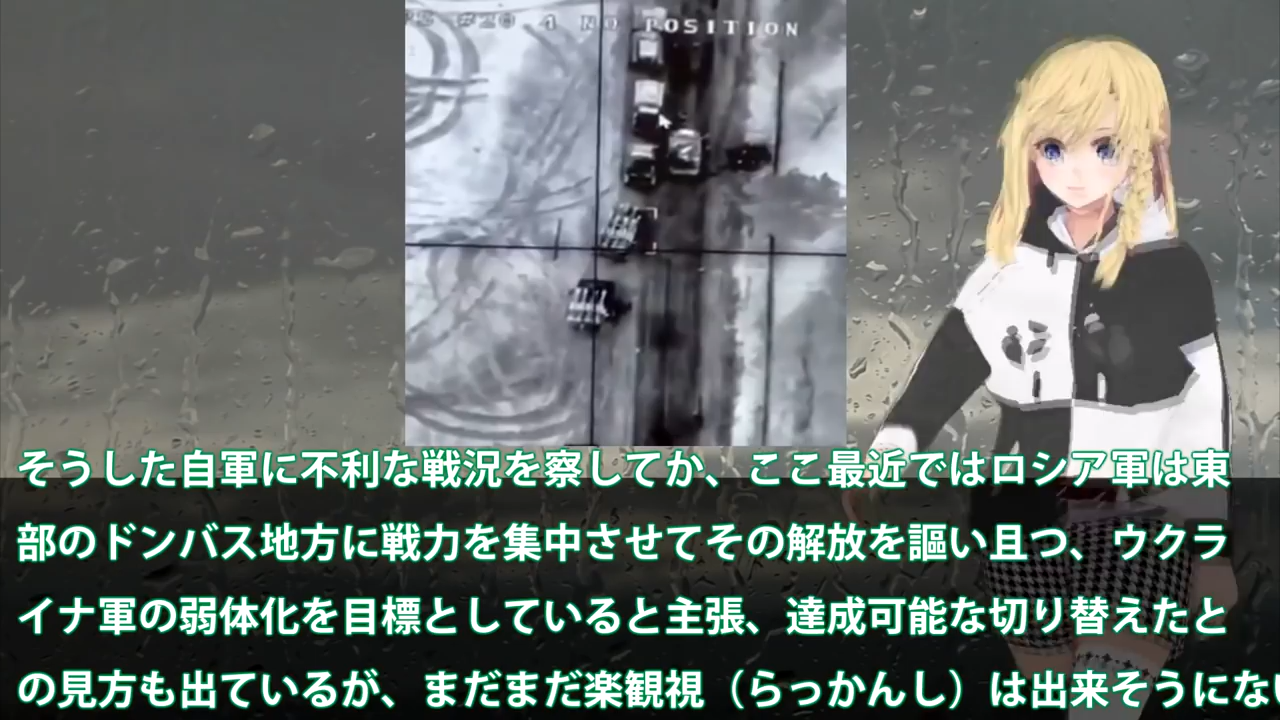 #20 4 NO POSITION
そうした自軍に不利な戦況を察してか、ここ最近ではロシア軍は東
部のドンバス地方に戦力を集中させてその解放を謳い且つ、ウクラ
イナ軍の弱体化を目標としていると主張、達成可能な切り替えたと
の見方も出ているが、まだまだ楽観視（らっかんし）は出来そうにない